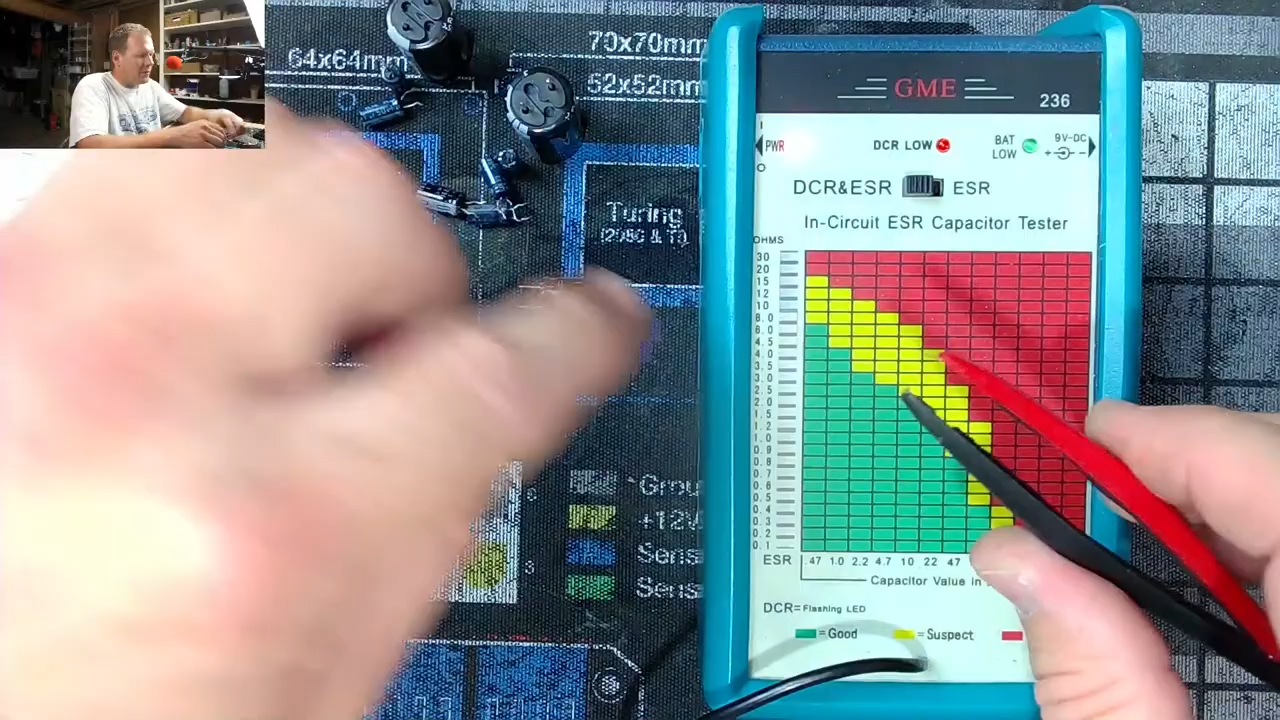 64x64mm
70x70mm
52x52mm
Turing
(2080 & Ti)
+12V
Sens
Sens
GME
236
PWR
DCR LOW
BAT
LOW
9V-DC
+ -
DCR&ESR
ESR
In-Circuit ESR Capacitor Tester
OHMS
30
20
15
12
10
8.0
6.0
4.5
4.0
3.5
3.0
2.5
2.0
1.5
1.2
1.0
0.9
0.8
0.7
0.6
0.5
0.4
0.3
0.2
0.1
ESR .47 1.0 2.2 4.7 10 22 47
Capacitor Value in
DCR=Flashing LED
=Good =Suspect